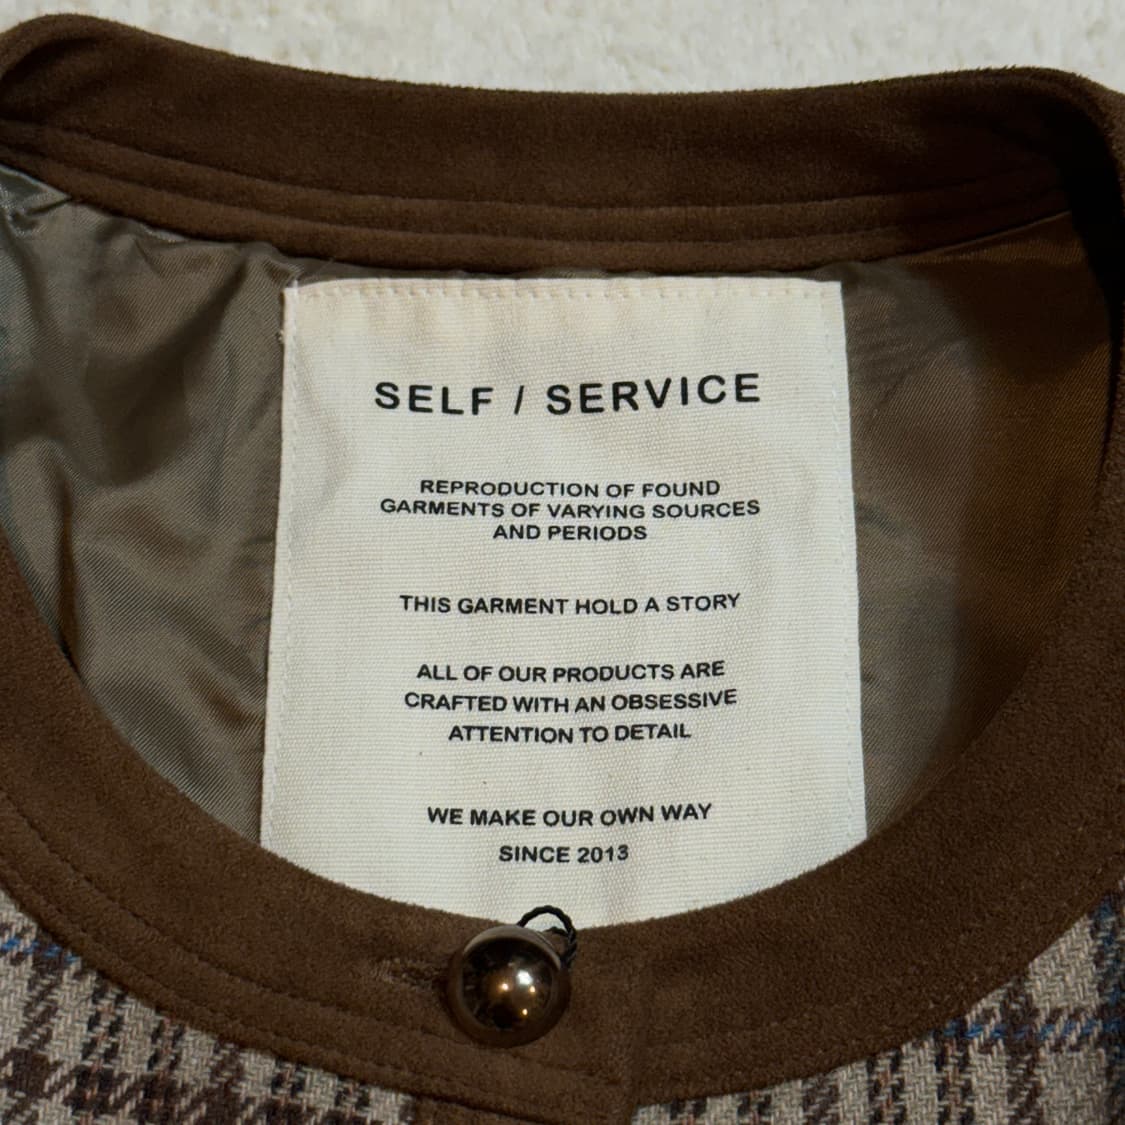 SELF / SERVICE
REPRODUCTION OF FOUND
GARMENTS OF VARYING SOURCES
AND PERIODS
THIS GARMENT HOLD A STORY
ALL OF OUR PRODUCTS ARE
CRAFTED WITH AN OBSESSIVE
ATTENTION TO DETAIL
WE MAKE OUR OWN WAY
SINCE 2013